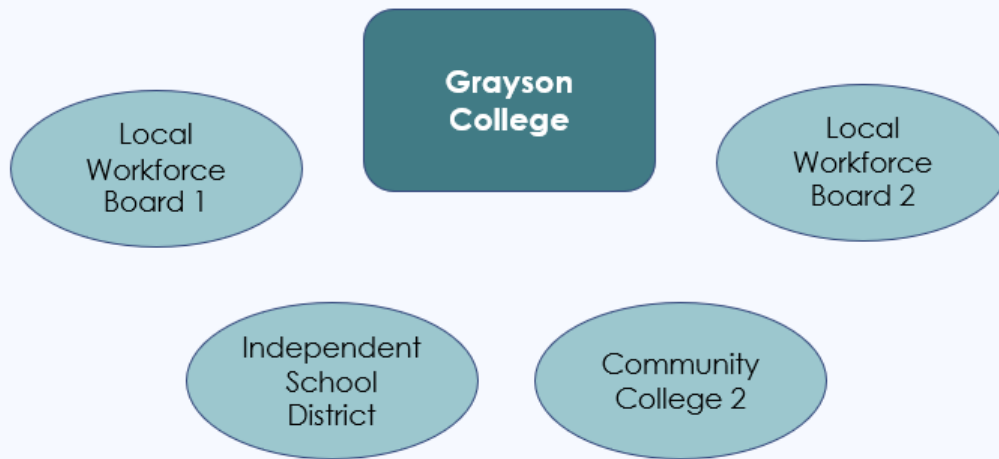 Grayson
College
Local
Workforce
Board 1
Local
Workforce
Board 2
Independent
School
District
Community
College 2